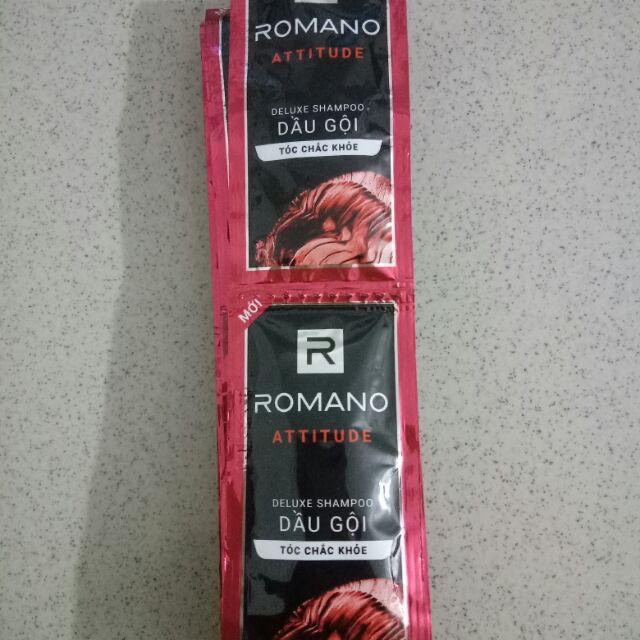 ROMANO
ATTITUDE
DELUXE SHAMPOO
DẦU GỘI
TÓC CHẮC KHỎE
MỚI
R
ROMANO
ATTITUDE
DELUXE SHAMPOO
DẦU GỘI
TÓC CHẮC KHỎE